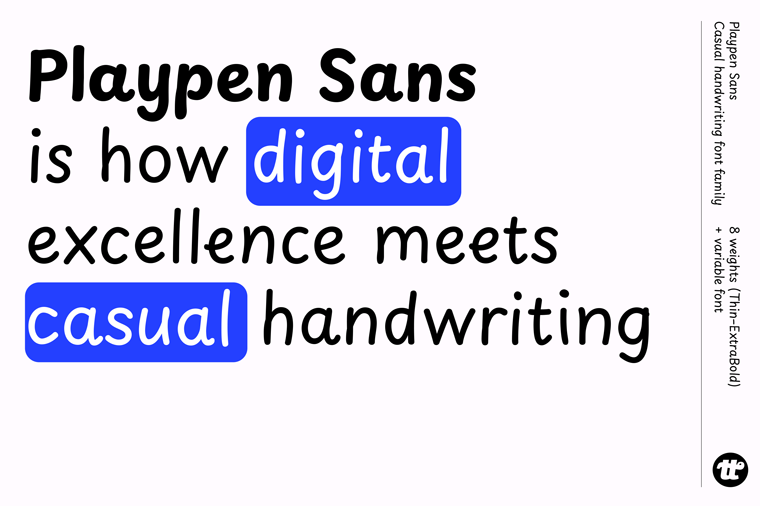 Playpen Sans
is how digital
excellence meets
casual handwriting
Playpen Sans
Casual handwriting font family
8 weights (Thin-ExtraBold)
+ variable font
tt